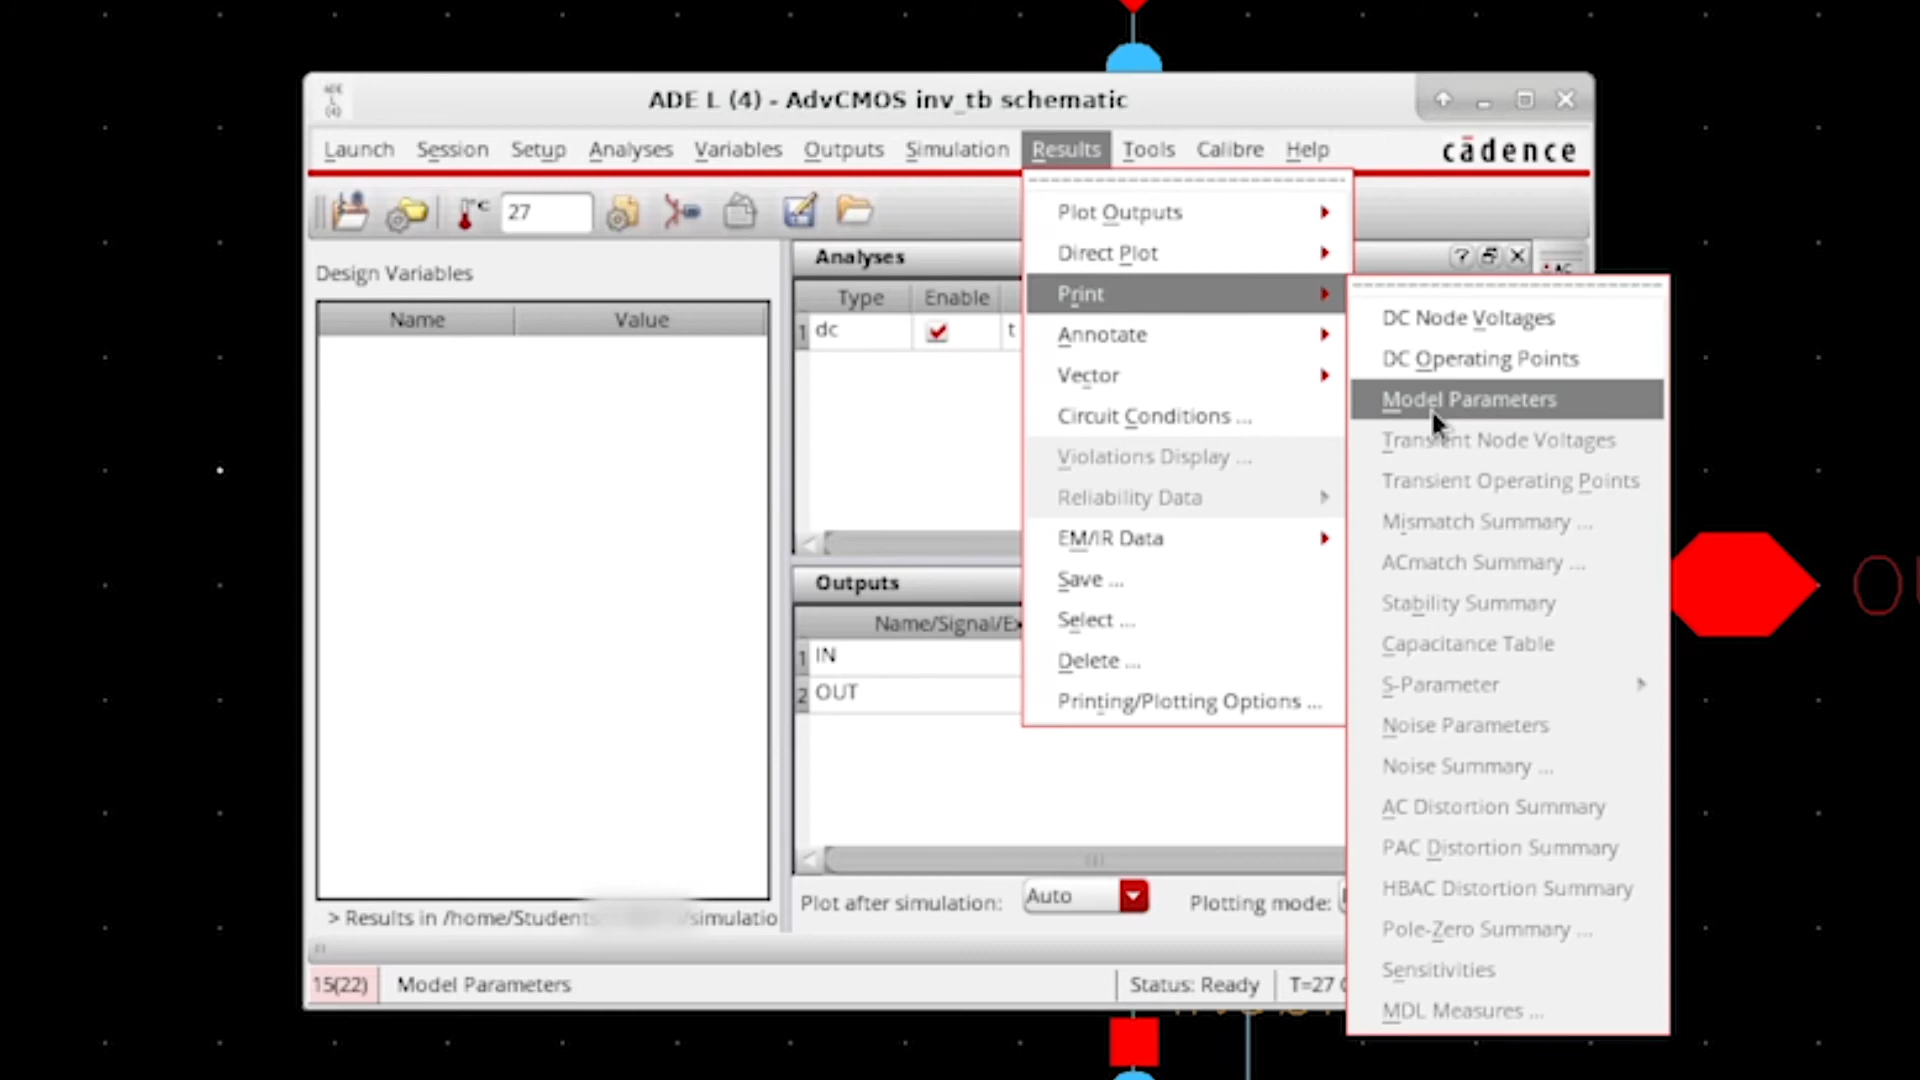 ADE L (4)
ADE L (4) - AdvCMOS inv_tb schematic
Launch Session Setup Analyses Variables Outputs Simulation Results Tools Calibre Help
cādence
°C 27
Design Variables
Name Value
> Results in /home/Students /simulatio
Analyses
Type Enable
1 dc t
AC
Outputs
Name/Signal/Ex
1 IN
2 OUT
Plot after simulation: Auto Plotting mode:
15(22) Model Parameters
Status: Ready T=27
Plot Outputs
Direct Plot
Print
Annotate
Vector
Circuit Conditions ...
Violations Display ...
Reliability Data
EM/IR Data
Save ...
Select ...
Delete ...
Printing/Plotting Options ...
DC Node Voltages
DC Operating Points
Model Parameters
Transient Node Voltages
Transient Operating Points
Mismatch Summary ...
ACmatch Summary ...
Stability Summary
Capacitance Table
S-Parameter
Noise Parameters
Noise Summary ...
AC Distortion Summary
PAC Distortion Summary
HBAC Distortion Summary
Pole-Zero Summary ...
Sensitivities
MDL Measures ...